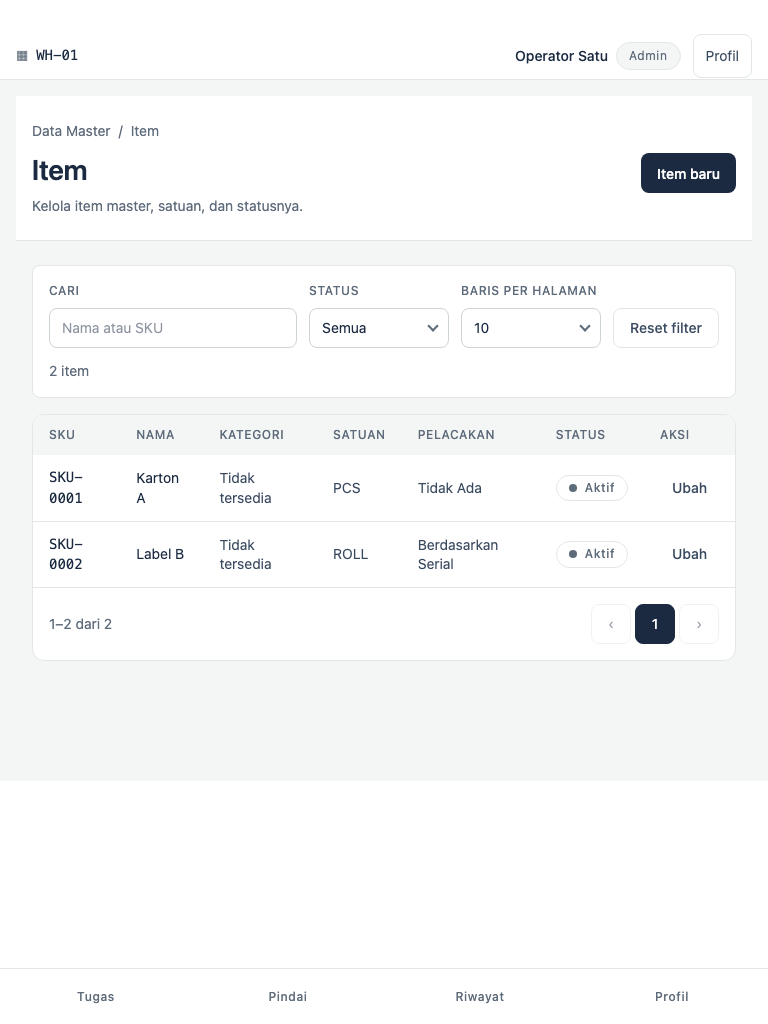 WH-01
Operator Satu
Admin
Profil
Data Master / Item
Item
Item baru
Kelola item master, satuan, dan statusnya.
CARI
STATUS
BARIS PER HALAMAN
Nama atau SKU
Semua
10
Reset filter
2 item
SKU NAMA KATEGORI SATUAN PELACAKAN STATUS AKSI
SKU-
0001
Karton
A
Tidak
tersedia
PCS
Tidak Ada
Aktif
Ubah
SKU-
0002
Label B
Tidak
tersedia
ROLL
Berdasarkan
Serial
Aktif
Ubah
1–2 dari 2
‹ 1 ›
Tugas Pindai Riwayat Profil